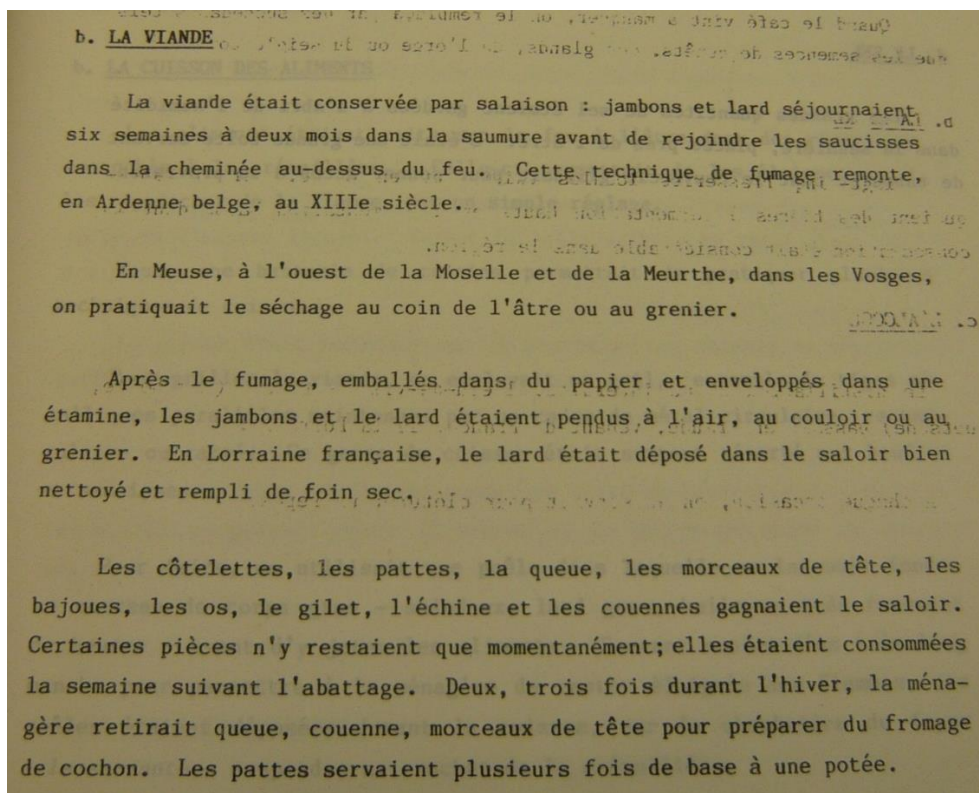 b. LA VIANDE
La viande était conservée par salaison : jambons et lard séjournaient
six semaines à deux mois dans la saumure avant de rejoindre les saucisses
dans la cheminée au-dessus du feu. Cette technique de fumage remonte,
en Ardenne belge, au XIIIe siècle.
En Meuse, à l'ouest de la Moselle et de la Meurthe, dans les Vosges,
on pratiquait le séchage au coin de l'âtre ou au grenier.
Après le fumage, emballés dans du papier et enveloppés dans une
étamine, les jambons et le lard étaient pendus à l'air, au couloir ou au
grenier. En Lorraine française, le lard était déposé dans le saloir bien
nettoyé et rempli de foin sec.
Les côtelettes, les pattes, la queue, les morceaux de tête, les
bajoues, les os, le gilet, l'échine et les couennes gagnaient le saloir.
Certaines pièces n'y restaient que momentanément; elles étaient consommées
la semaine suivant l'abattage. Deux, trois fois durant l'hiver, la ména-
gère retirait queue, couenne, morceaux de tête pour préparer du fromage
de cochon. Les pattes servaient plusieurs fois de base à une potée.